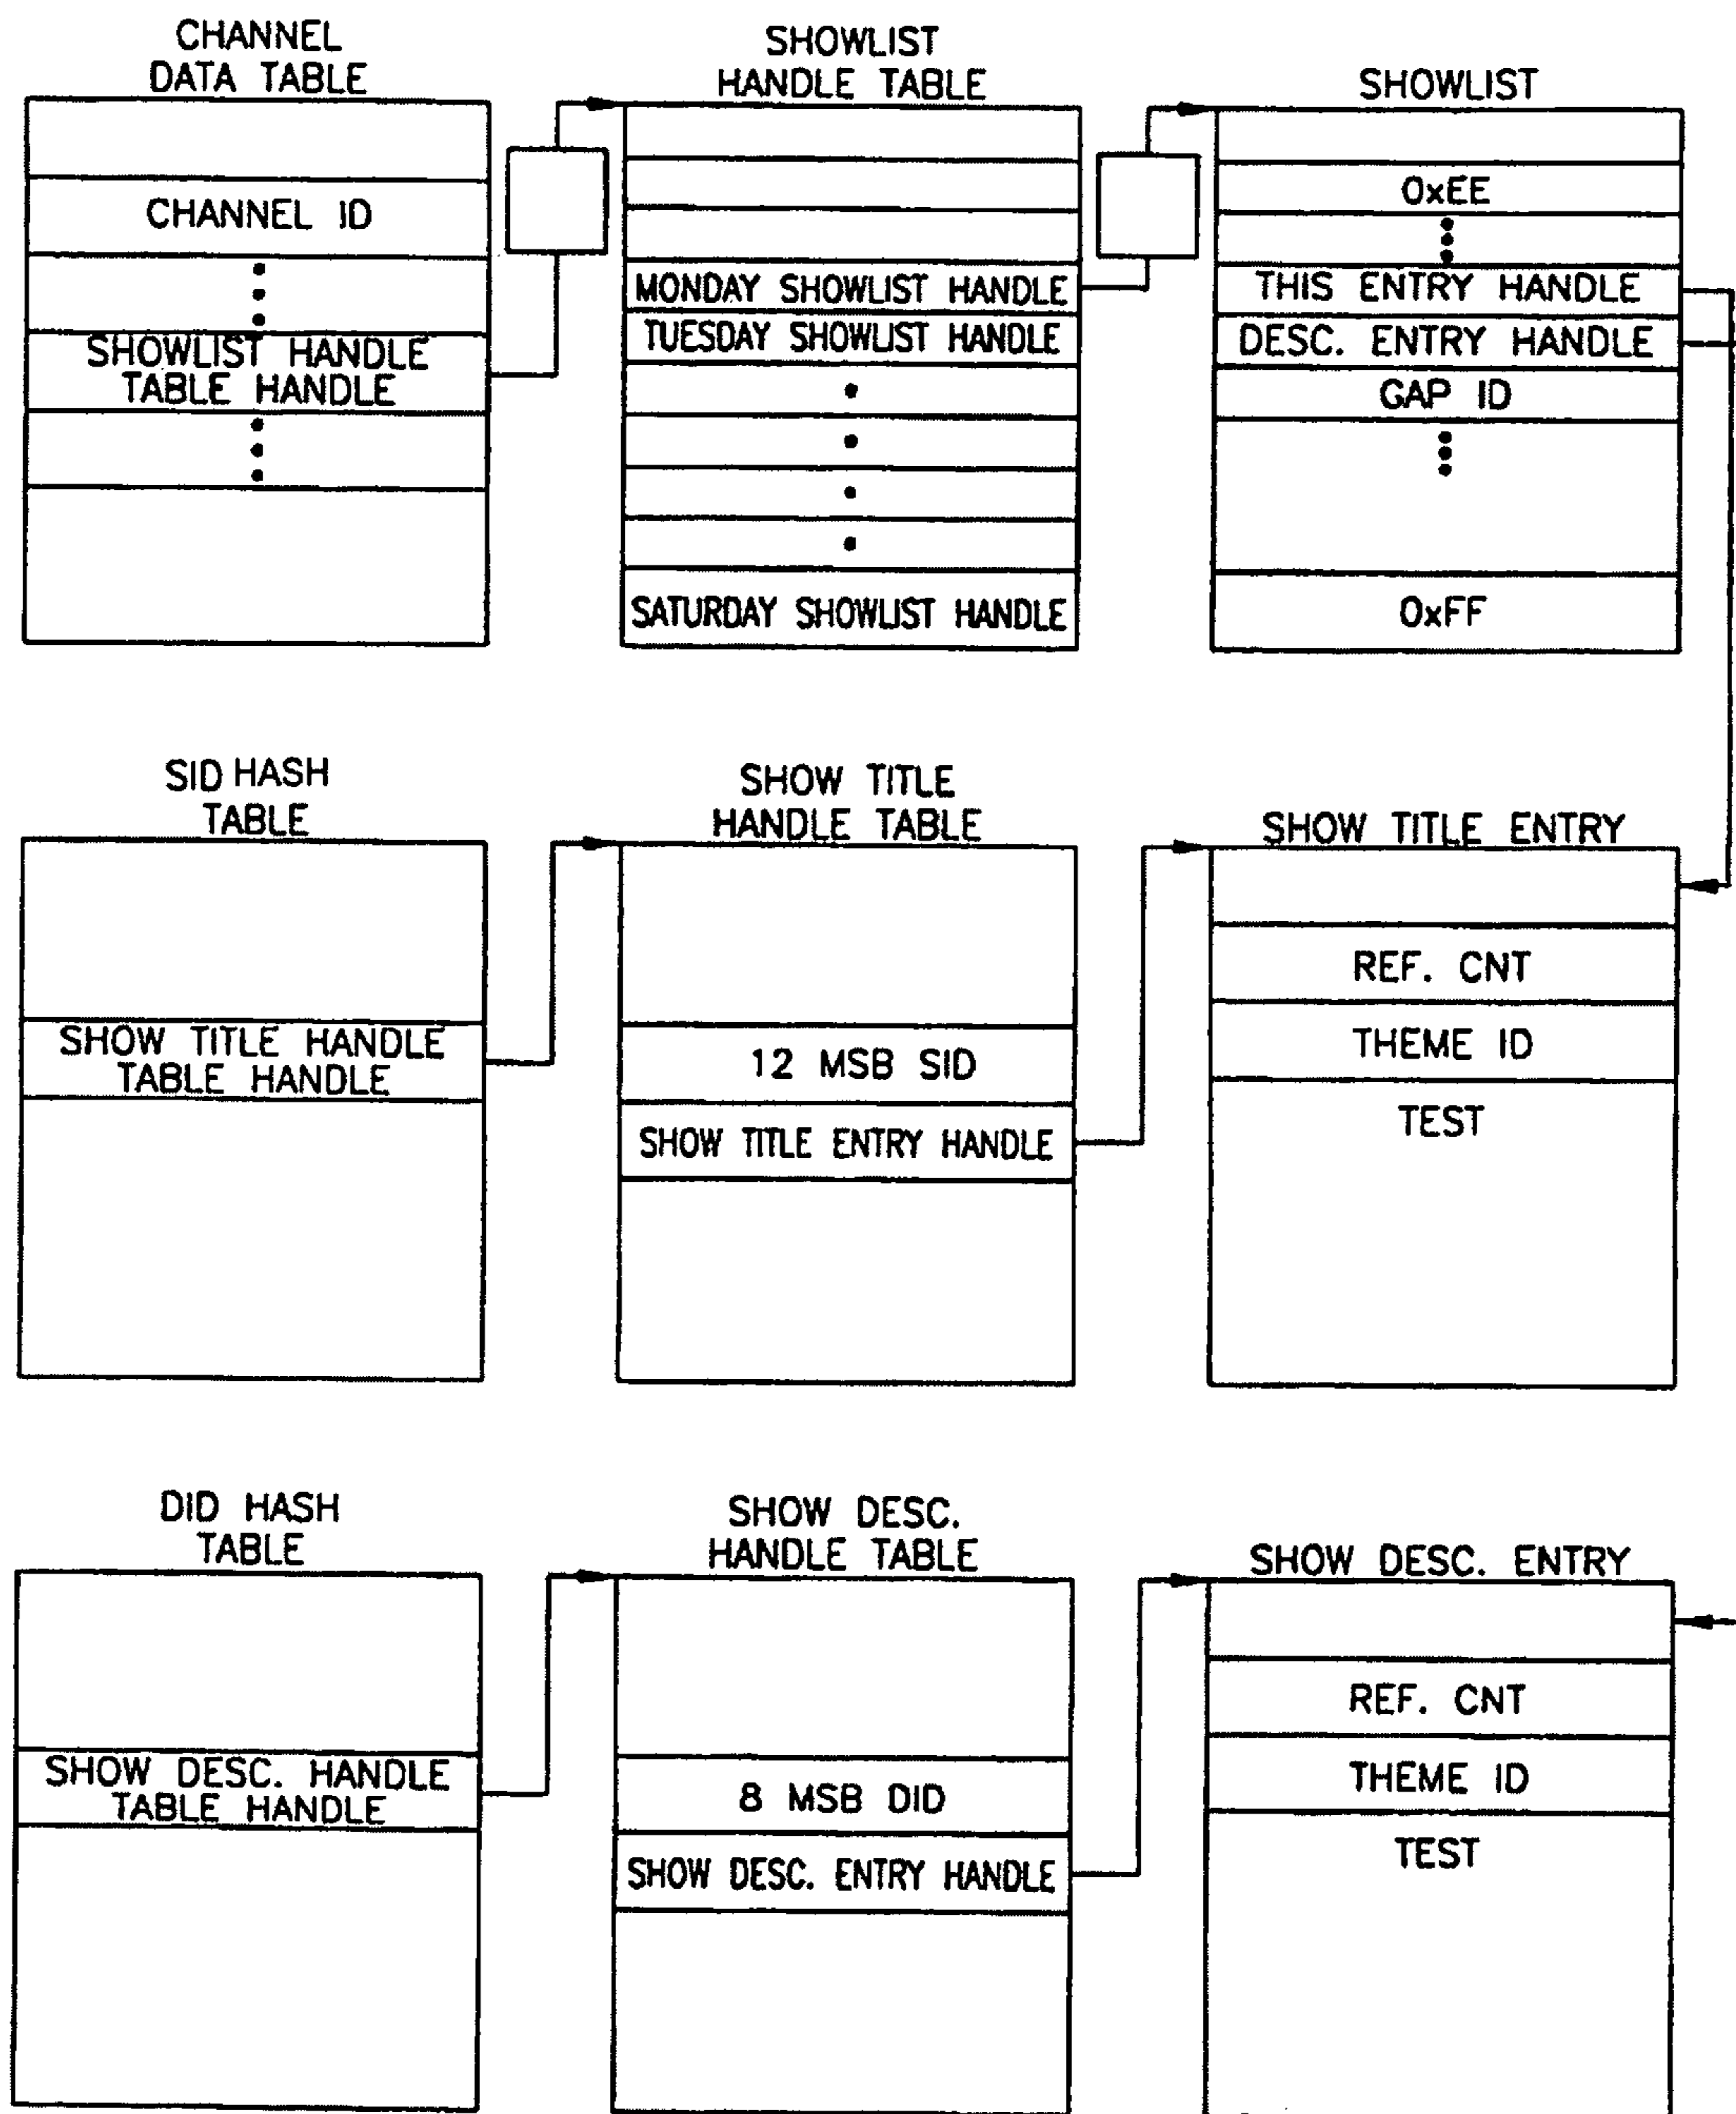 CHANNEL
DATA TABLE
CHANNEL ID
SHOWLIST HANDLE
TABLE HANDLE
SHOWLIST
HANDLE TABLE
MONDAY SHOWLIST HANDLE
TUESDAY SHOWLIST HANDLE
SATURDAY SHOWLIST HANDLE
SHOWLIST
0xEE
THIS ENTRY HANDLE
DESC. ENTRY HANDLE
GAP ID
0xFF
SID HASH
TABLE
SHOW TITLE HANDLE
TABLE HANDLE
SHOW TITLE
HANDLE TABLE
12 MSB SID
SHOW TITLE ENTRY HANDLE
SHOW TITLE ENTRY
REF. CNT
THEME ID
TEST
DID HASH
TABLE
SHOW DESC. HANDLE
TABLE HANDLE
SHOW DESC.
HANDLE TABLE
8 MSB DID
SHOW DESC. ENTRY HANDLE
SHOW DESC. ENTRY
REF. CNT
THEME ID
TEST